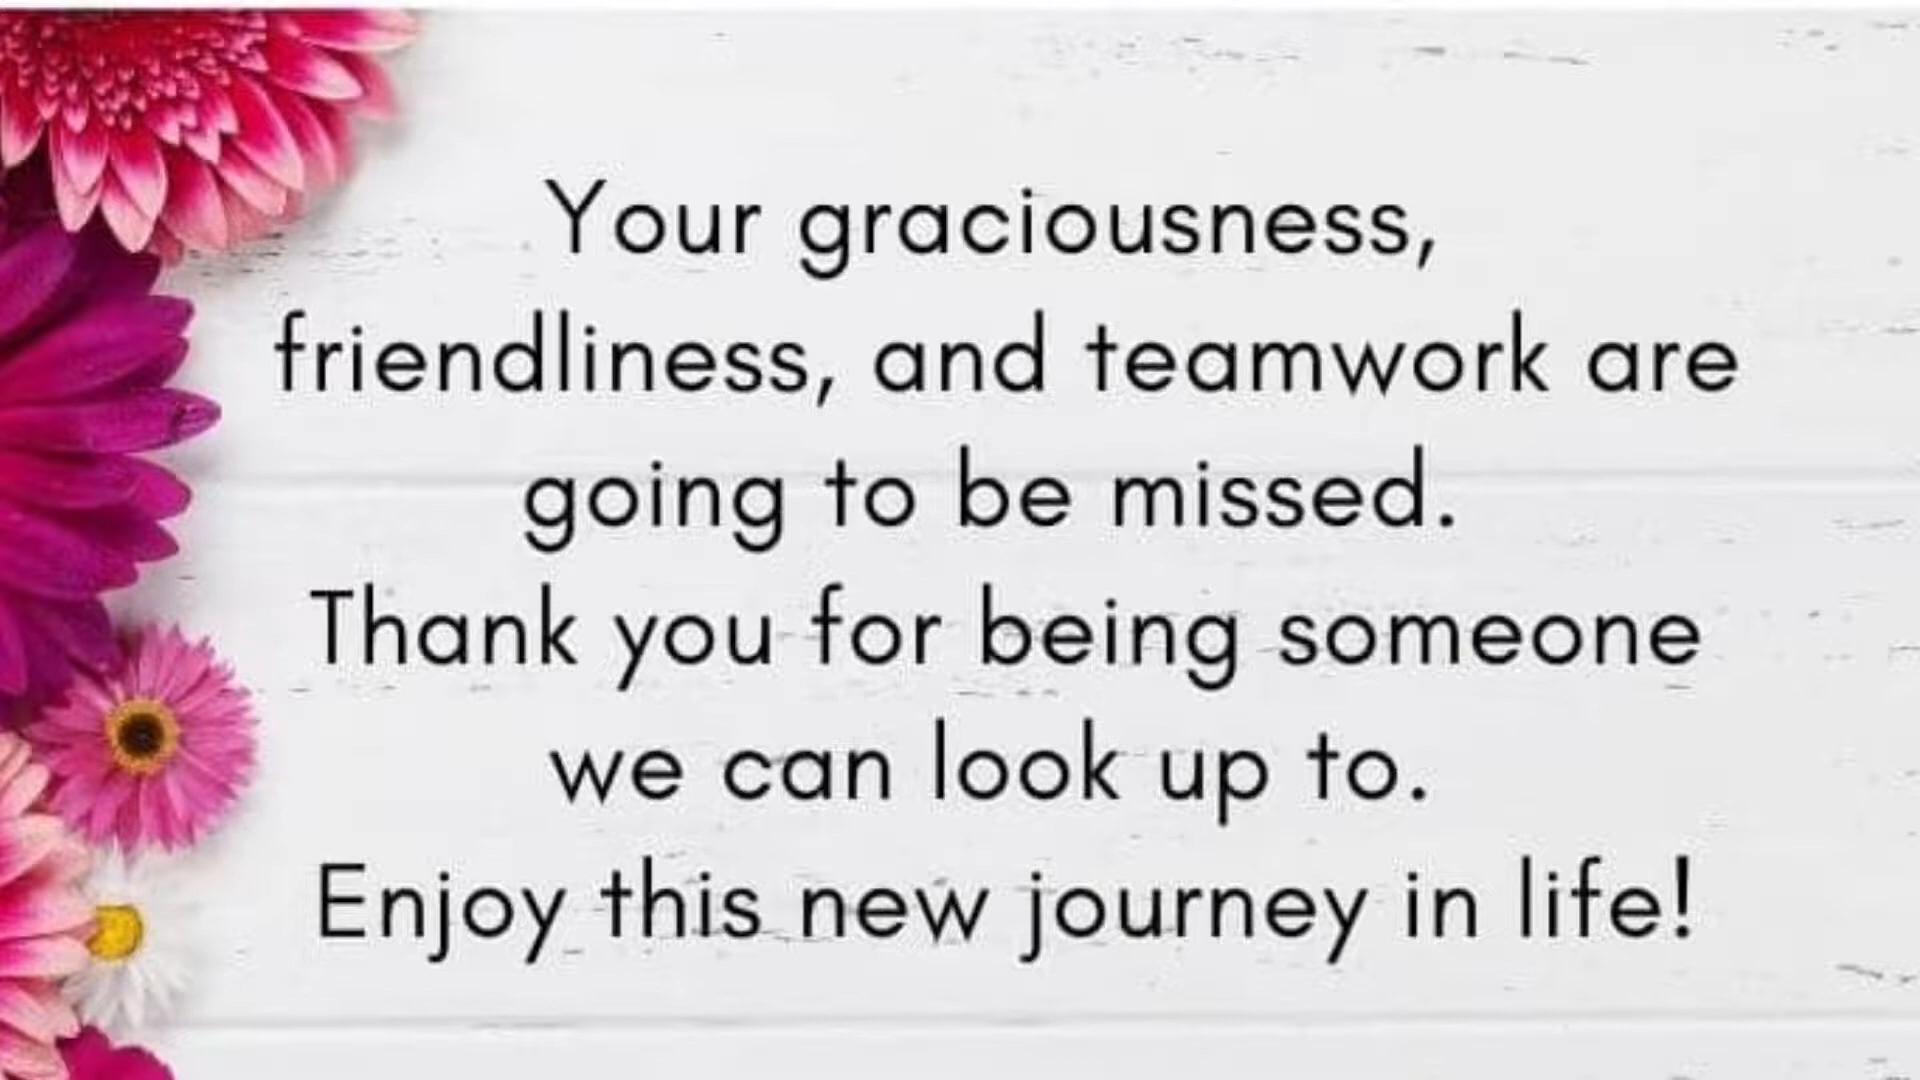 Your graciousness,
friendliness, and teamwork are
going to be missed.
Thank you for being someone
we can look up to.
Enjoy this new journey in life!